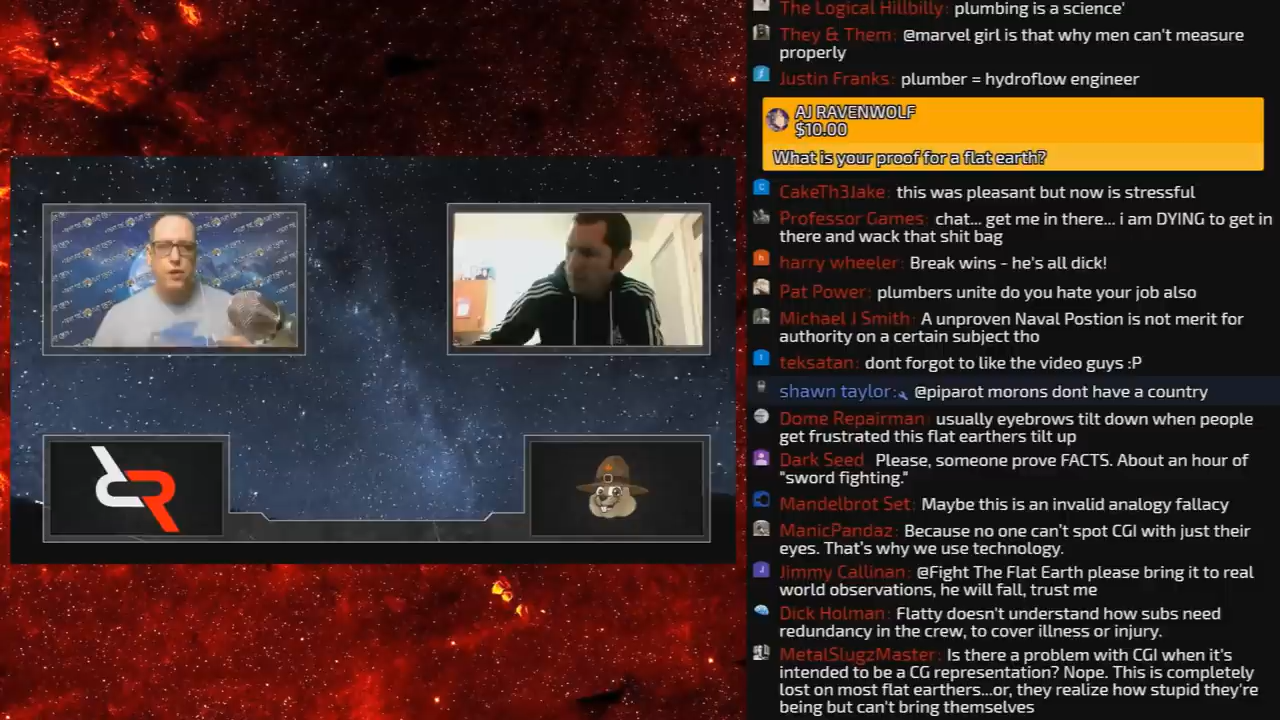 The Logical Hillbilly: plumbing is a science'
They & Them: @marvel girl is that why men can't measure
properly
Justin Franks: plumber = hydroflow engineer
AJ RAVENWOLF
$10.00
What is your proof for a flat earth?
CakeTh3Jake: this was pleasant but now is stressful
Professor Games: chat... get me in there... i am DYING to get in
there and wack that shit bag
harry wheeler: Break wins - he's all dick!
Pat Power: plumbers unite do you hate your job also
Michael J Smith: A unproven Naval Postion is not merit for
authority on a certain subject tho
teksatan: dont forgot to like the video guys :P
shawn taylor: @piparot morons dont have a country
Dome Repairman: usually eyebrows tilt down when people
get frustrated this flat earthers tilt up
Dark Seed Please, someone prove FACTS. About an hour of
"sword fighting."
Mandelbrot Set: Maybe this is an invalid analogy fallacy
ManicPandaz: Because no one can't spot CGI with just their
eyes. That's why we use technology.
Jimmy Callinan: @Fight The Flat Earth please bring it to real
world observations, he will fall, trust me
Dick Holman: Flatty doesn't understand how subs need
redundancy in the crew, to cover illness or injury.
MetalSlugzMaster: Is there a problem with CGI when it's
intended to be a CG representation? Nope. This is completely
lost on most flat earthers...or, they realize how stupid they're
being but can't bring themselves